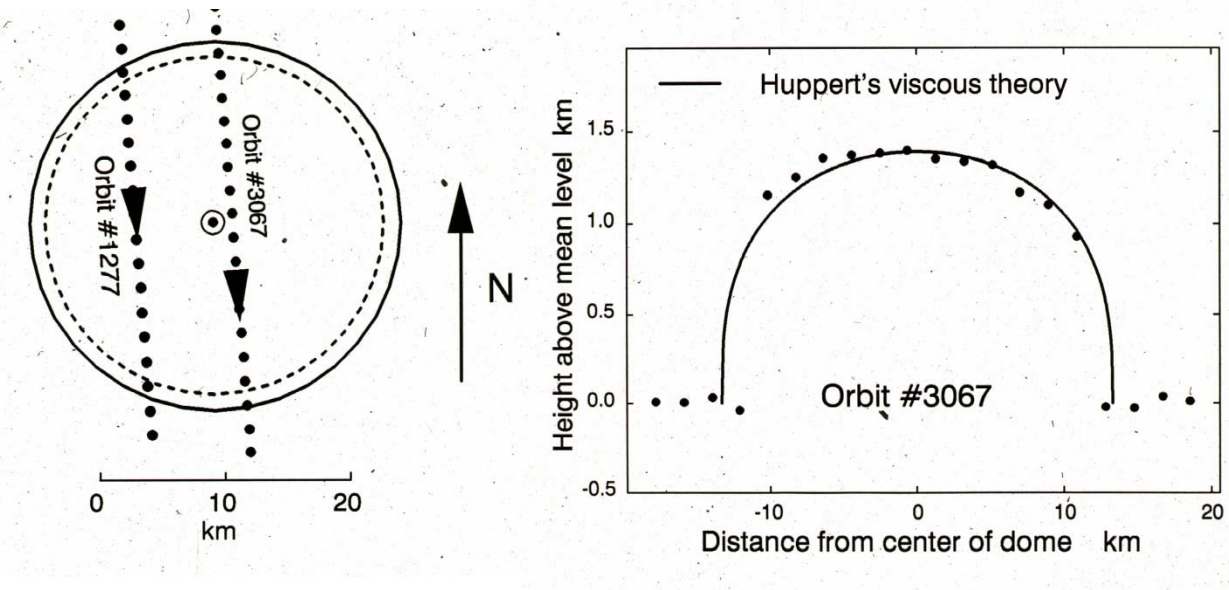 Orbit #1277
Orbit #3067
N
0 10 20
km
Huppert's viscous theory
Height above mean level km
1.5
1.0
0.5
0.0
-0.5
Orbit #3067
-10 0 10 20
Distance from center of dome km